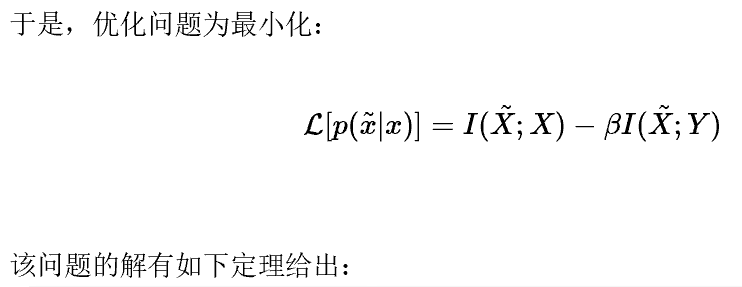 于是，优化问题为最小化：
𝓛[p(x̃|x)] = I(X̃; X) − βI(X̃; Y)
该问题的解有如下定理给出：